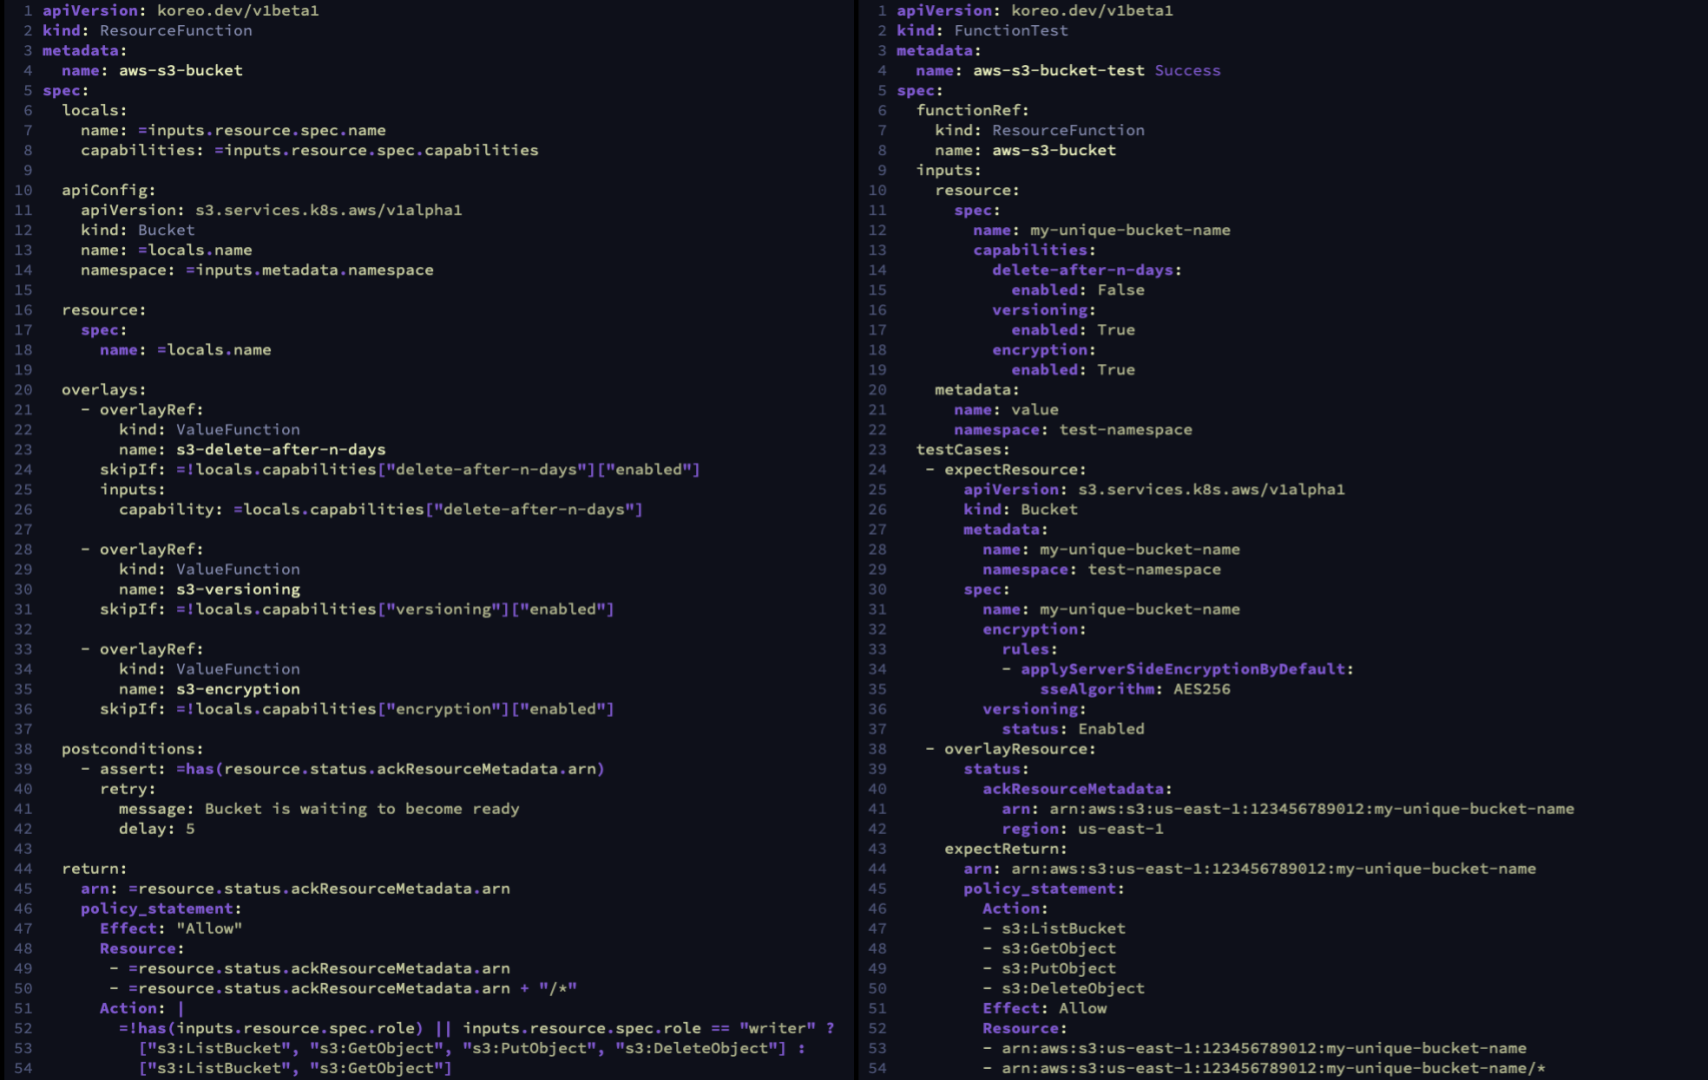 1 apiVersion: koreo.dev/v1beta1
2 kind: ResourceFunction
3 metadata:
4   name: aws-s3-bucket
5 spec:
6   locals:
7     name: =inputs.resource.spec.name
8     capabilities: =inputs.resource.spec.capabilities
9
10   apiConfig:
11     apiVersion: s3.services.k8s.aws/v1alpha1
12     kind: Bucket
13     name: =locals.name
14     namespace: =inputs.metadata.namespace
15
16   resource:
17     spec:
18       name: =locals.name
19
20   overlays:
21     - overlayRef:
22         kind: ValueFunction
23         name: s3-delete-after-n-days
24       skipIf: =!locals.capabilities["delete-after-n-days"]["enabled"]
25       inputs:
26         capability: =locals.capabilities["delete-after-n-days"]
27
28     - overlayRef:
29         kind: ValueFunction
30         name: s3-versioning
31       skipIf: =!locals.capabilities["versioning"]["enabled"]
32
33     - overlayRef:
34         kind: ValueFunction
35         name: s3-encryption
36       skipIf: =!locals.capabilities["encryption"]["enabled"]
37
38   postconditions:
39     - assert: =has(resource.status.ackResourceMetadata.arn)
40       retry:
41         message: Bucket is waiting to become ready
42         delay: 5
43
44   return:
45     arn: =resource.status.ackResourceMetadata.arn
46     policy_statement:
47       Effect: "Allow"
48       Resource:
49        - =resource.status.ackResourceMetadata.arn
50        - =resource.status.ackResourceMetadata.arn + "/*"
51       Action: |
52         =!has(inputs.resource.spec.role) || inputs.resource.spec.role == "writer" ?
53           ["s3:ListBucket", "s3:GetObject", "s3:PutObject", "s3:DeleteObject"] :
54           ["s3:ListBucket", "s3:GetObject"]
1 apiVersion: koreo.dev/v1beta1
2 kind: FunctionTest
3 metadata:
4   name: aws-s3-bucket-test Success
5 spec:
6   functionRef:
7     kind: ResourceFunction
8     name: aws-s3-bucket
9   inputs:
10     resource:
11       spec:
12         name: my-unique-bucket-name
13         capabilities:
14           delete-after-n-days:
15             enabled: False
16           versioning:
17             enabled: True
18           encryption:
19             enabled: True
20     metadata:
21       name: value
22       namespace: test-namespace
23   testCases:
24    - expectResource:
25        apiVersion: s3.services.k8s.aws/v1alpha1
26        kind: Bucket
27        metadata:
28          name: my-unique-bucket-name
29          namespace: test-namespace
30        spec:
31          name: my-unique-bucket-name
32          encryption:
33            rules:
34            - applyServerSideEncryptionByDefault:
35                sseAlgorithm: AES256
36          versioning:
37            status: Enabled
38    - overlayResource:
39        status:
40          ackResourceMetadata:
41            arn: arn:aws:s3:us-east-1:123456789012:my-unique-bucket-name
42            region: us-east-1
43      expectReturn:
44        arn: arn:aws:s3:us-east-1:123456789012:my-unique-bucket-name
45        policy_statement:
46          Action:
47          - s3:ListBucket
48          - s3:GetObject
49          - s3:PutObject
50          - s3:DeleteObject
51          Effect: Allow
52          Resource:
53          - arn:aws:s3:us-east-1:123456789012:my-unique-bucket-name
54          - arn:aws:s3:us-east-1:123456789012:my-unique-bucket-name/*